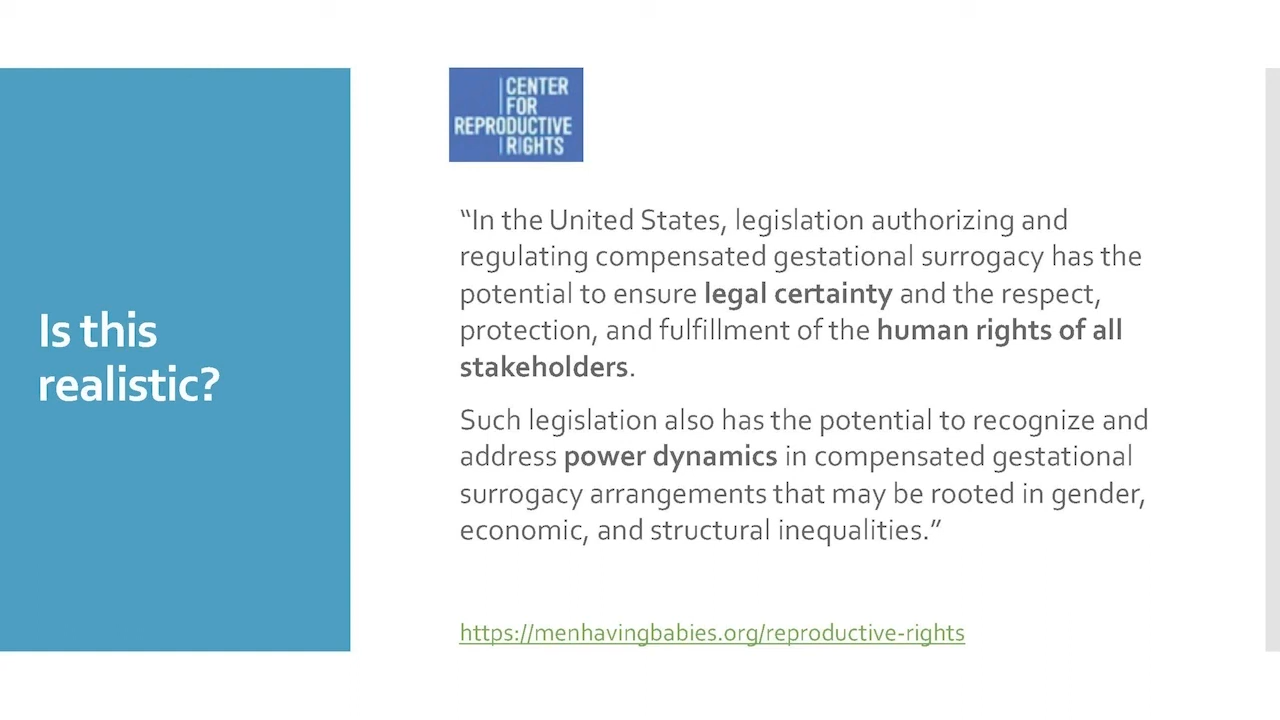 CENTER
FOR
REPRODUCTIVE
RIGHTS
Is this
realistic?
“In the United States, legislation authorizing and
regulating compensated gestational surrogacy has the
potential to ensure legal certainty and the respect,
protection, and fulfillment of the human rights of all
stakeholders.
Such legislation also has the potential to recognize and
address power dynamics in compensated gestational
surrogacy arrangements that may be rooted in gender,
economic, and structural inequalities.”
https://menhavingbabies.org/reproductive-rights